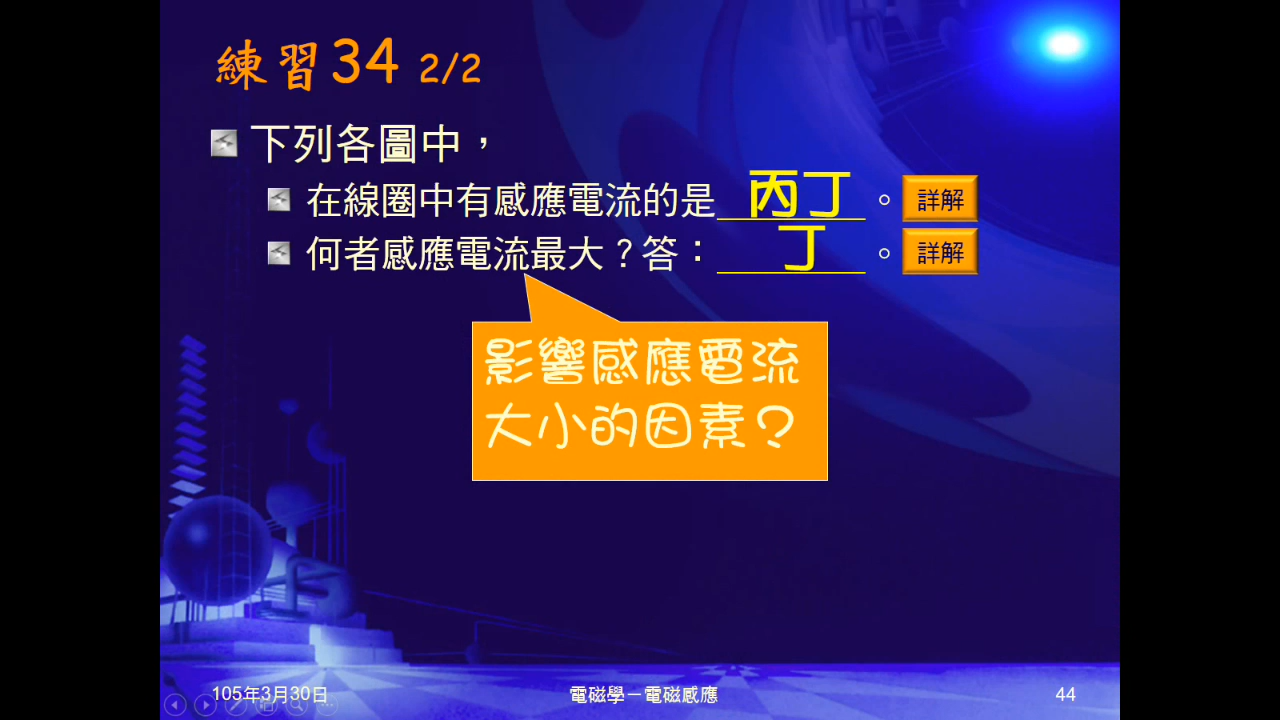 練習34 2/2
下列各圖中，
在線圈中有感應電流的是 丙丁 。 詳解
何者感應電流最大？答： 丁 。 詳解
影響感應電流
大小的因素？
105年3月30日 電磁學－電磁感應 44